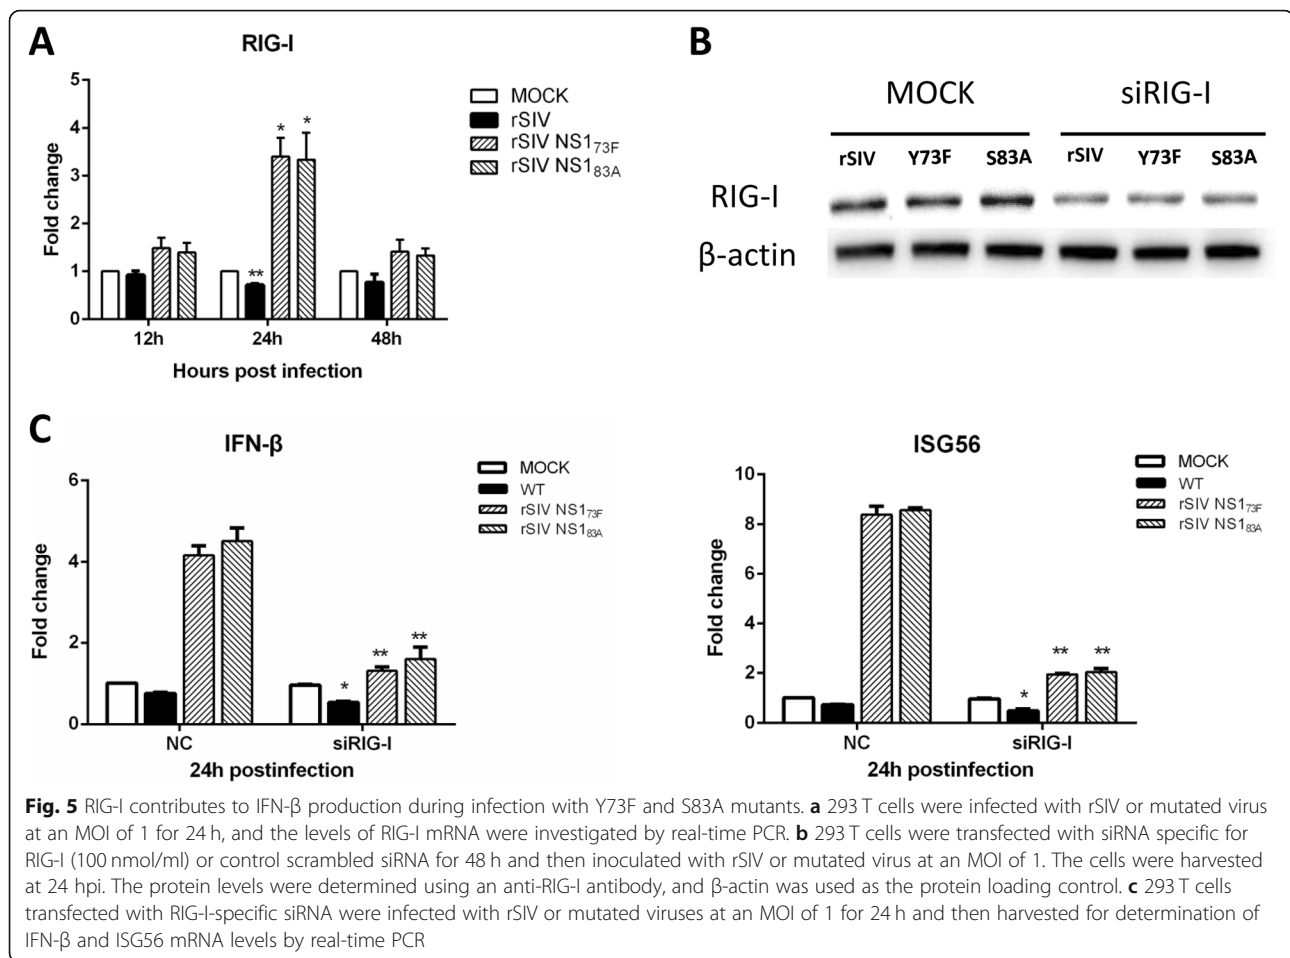 A
RIG-I
5
4
3
2
1
0
Fold change
* *
**
12h 24h 48h
Hours post infection
MOCK
rSIV
rSIV NS173F
rSIV NS183A
B
MOCK siRIG-I
rSIV Y73F S83A rSIV Y73F S83A
RIG-I
β-actin
C
IFN-β
6
4
2
0
Fold change
* ** **
NC siRIG-I
24h postinfection
MOCK
WT
rSIV NS173F
rSIV NS183A
ISG56
10
8
6
4
2
0
Fold change
* ** **
NC siRIG-I
24h postinfection
MOCK
WT
rSIV NS173F
rSIV NS183A
Fig. 5 RIG-I contributes to IFN-β production during infection with Y73F and S83A mutants. a 293 T cells were infected with rSIV or mutated virus
at an MOI of 1 for 24 h, and the levels of RIG-I mRNA were investigated by real-time PCR. b 293 T cells were transfected with siRNA specific for
RIG-I (100 nmol/ml) or control scrambled siRNA for 48 h and then inoculated with rSIV or mutated virus at an MOI of 1. The cells were harvested
at 24 hpi. The protein levels were determined using an anti-RIG-I antibody, and β-actin was used as the protein loading control. c 293 T cells
transfected with RIG-I-specific siRNA were infected with rSIV or mutated viruses at an MOI of 1 for 24 h and then harvested for determination of
IFN-β and ISG56 mRNA levels by real-time PCR